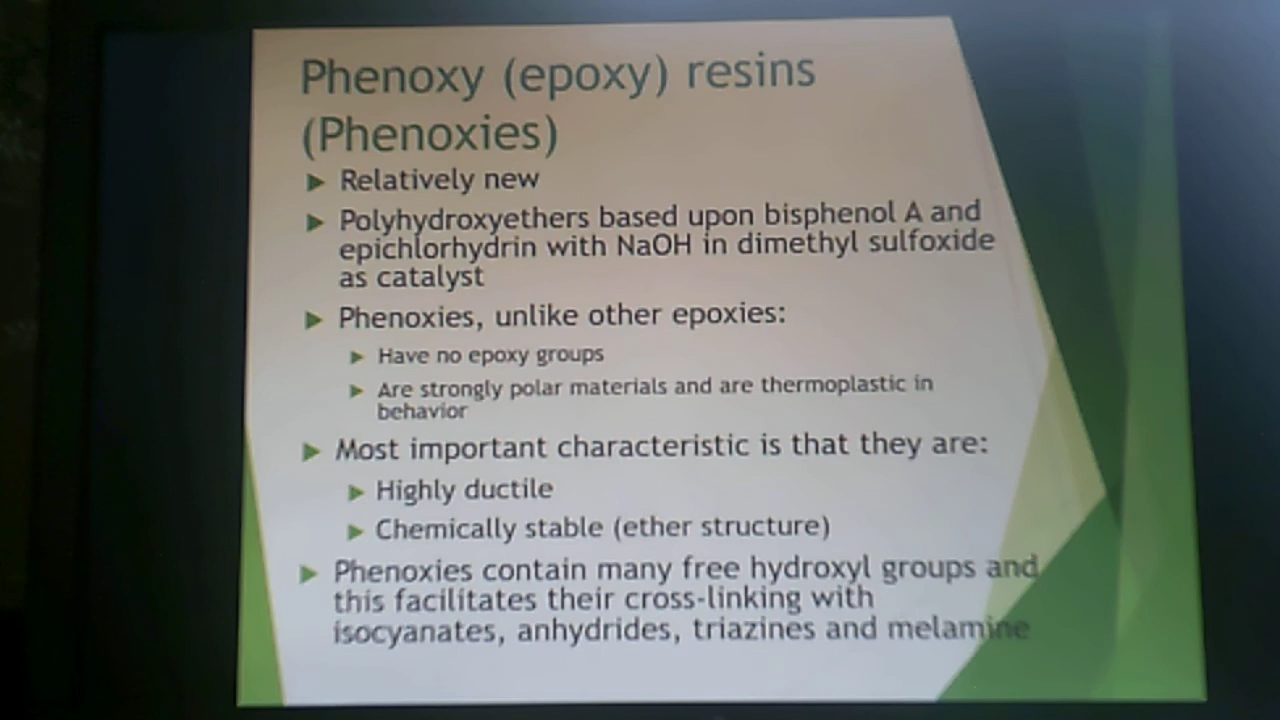 Phenoxy (epoxy) resins
(Phenoxies)
Relatively new
Polyhydroxyethers based upon bisphenol A and
epichlorhydrin with NaOH in dimethyl sulfoxide
as catalyst
Phenoxies, unlike other epoxies:
Have no epoxy groups
Are strongly polar materials and are thermoplastic in
behavior
Most important characteristic is that they are:
Highly ductile
Chemically stable (ether structure)
Phenoxies contain many free hydroxyl groups and
this facilitates their cross-linking with
isocyanates, anhydrides, triazines and melamine